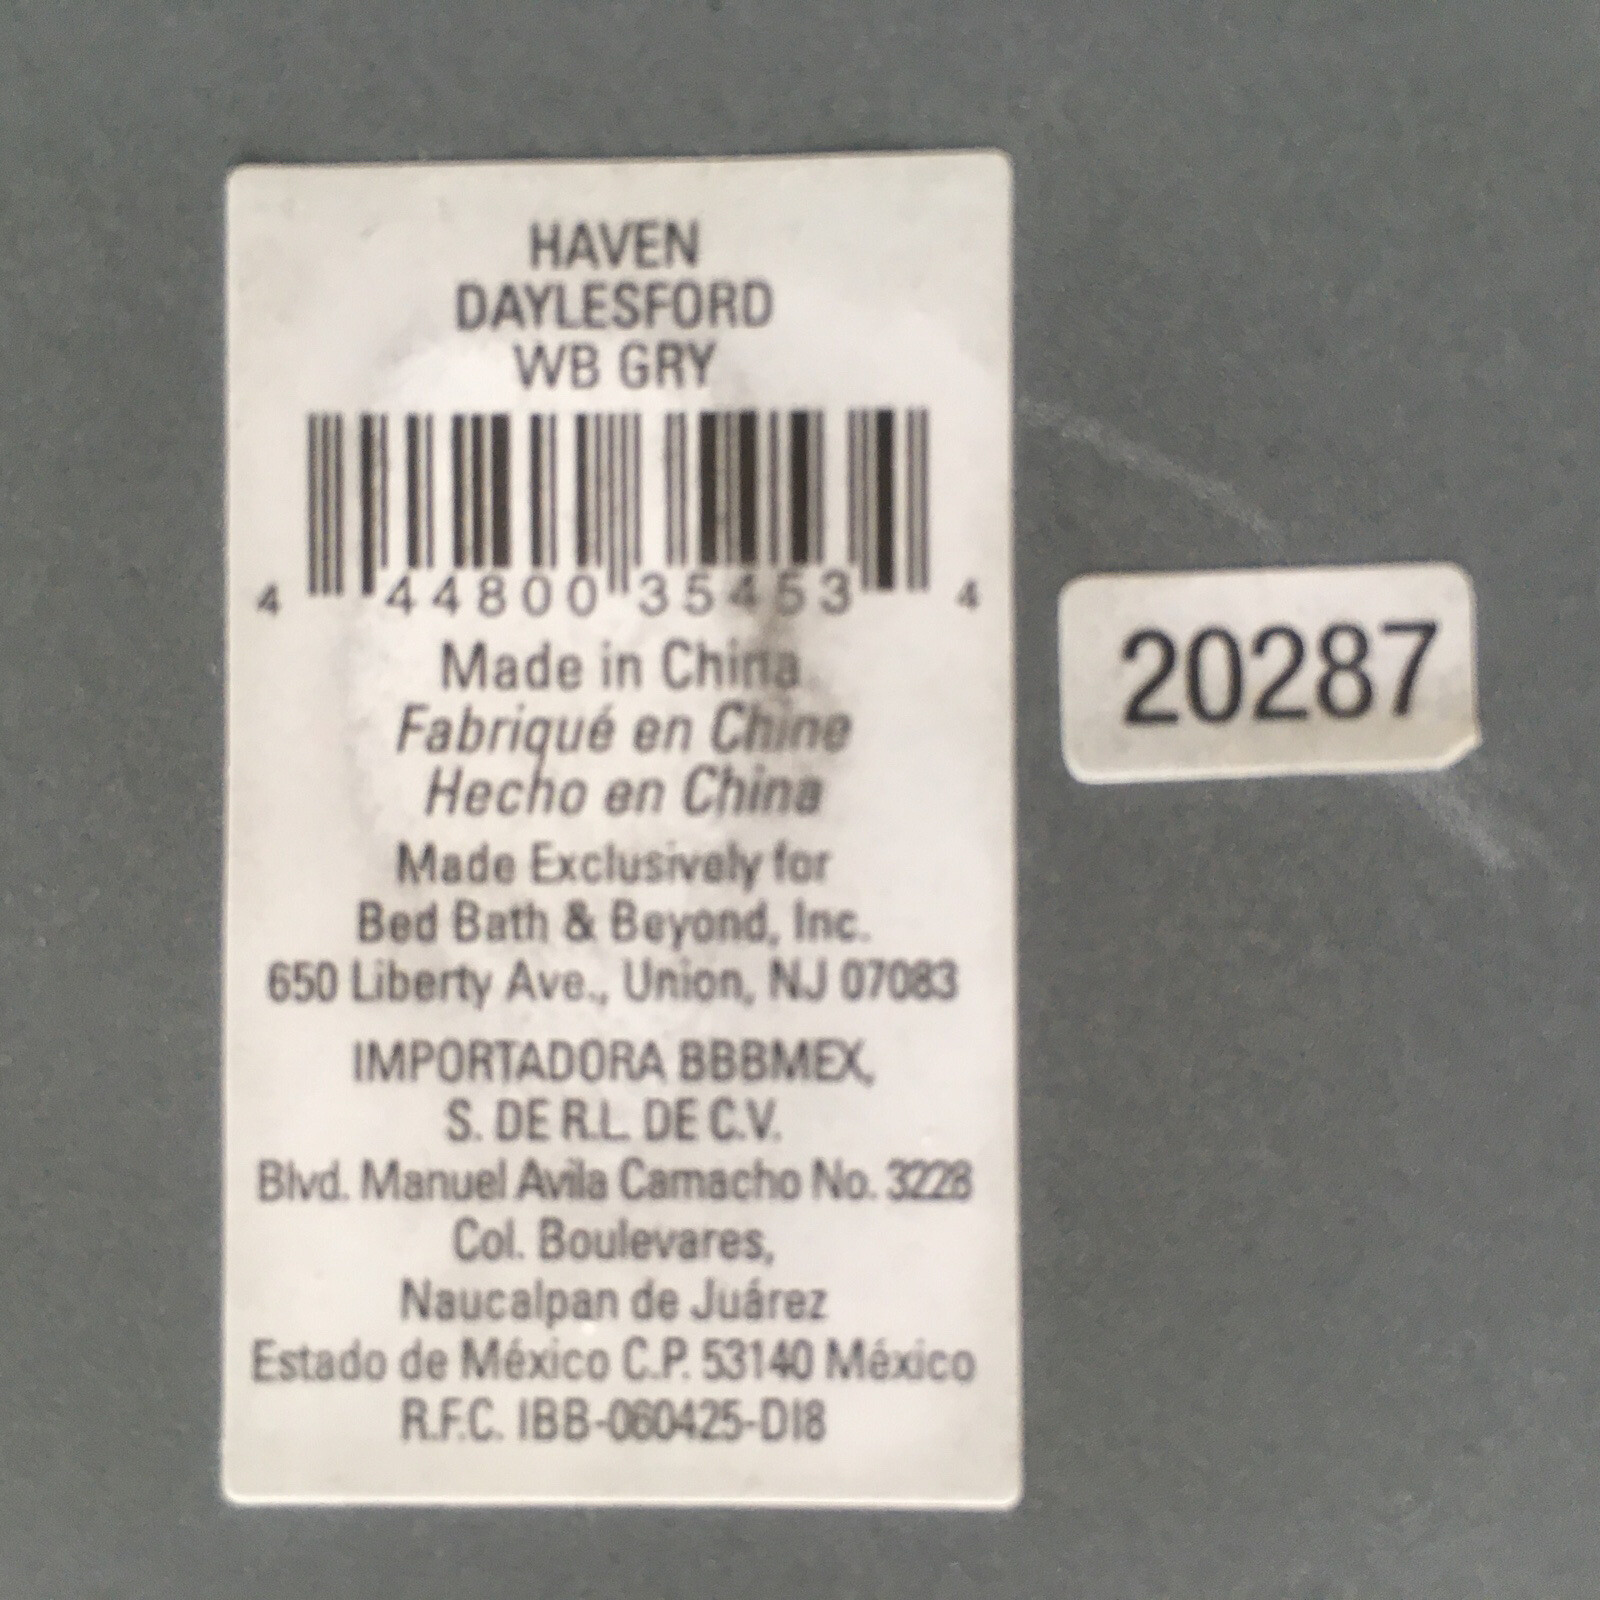 HAVEN
DAYLESFORD
WB GRY
4 44800 35453 4
Made in China
Fabriqué en Chine
Hecho en China
Made Exclusively for
Bed Bath & Beyond, Inc.
650 Liberty Ave., Union, NJ 07083
IMPORTADORA BBBMEX,
S. DE R.L. DE C.V.
Blvd. Manuel Avila Camacho No. 3228
Col. Boulevares,
Naucalpan de Juárez
Estado de México C.P. 53140 México
R.F.C. IBB-060425-DI8
20287